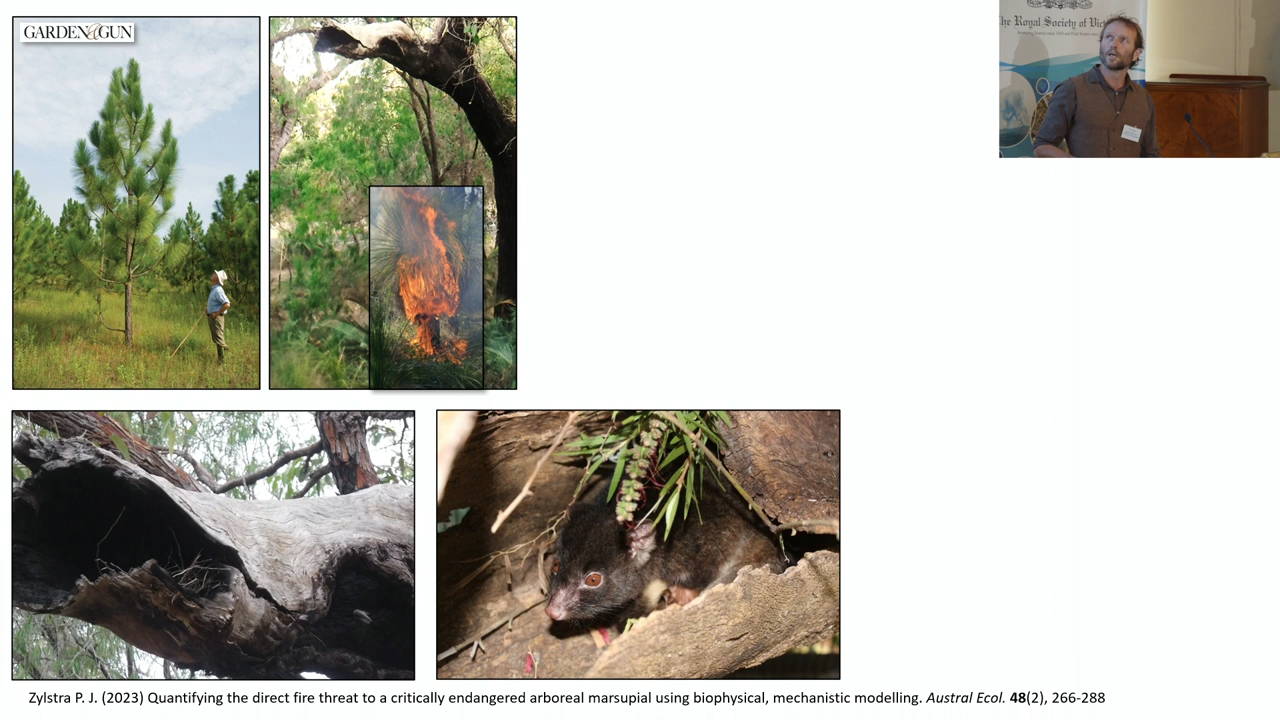 GARDEN&GUN
The Royal Society of Vict
Zylstra P. J. (2023) Quantifying the direct fire threat to a critically endangered arboreal marsupial using biophysical, mechanistic modelling. Austral Ecol. 48(2), 266-288